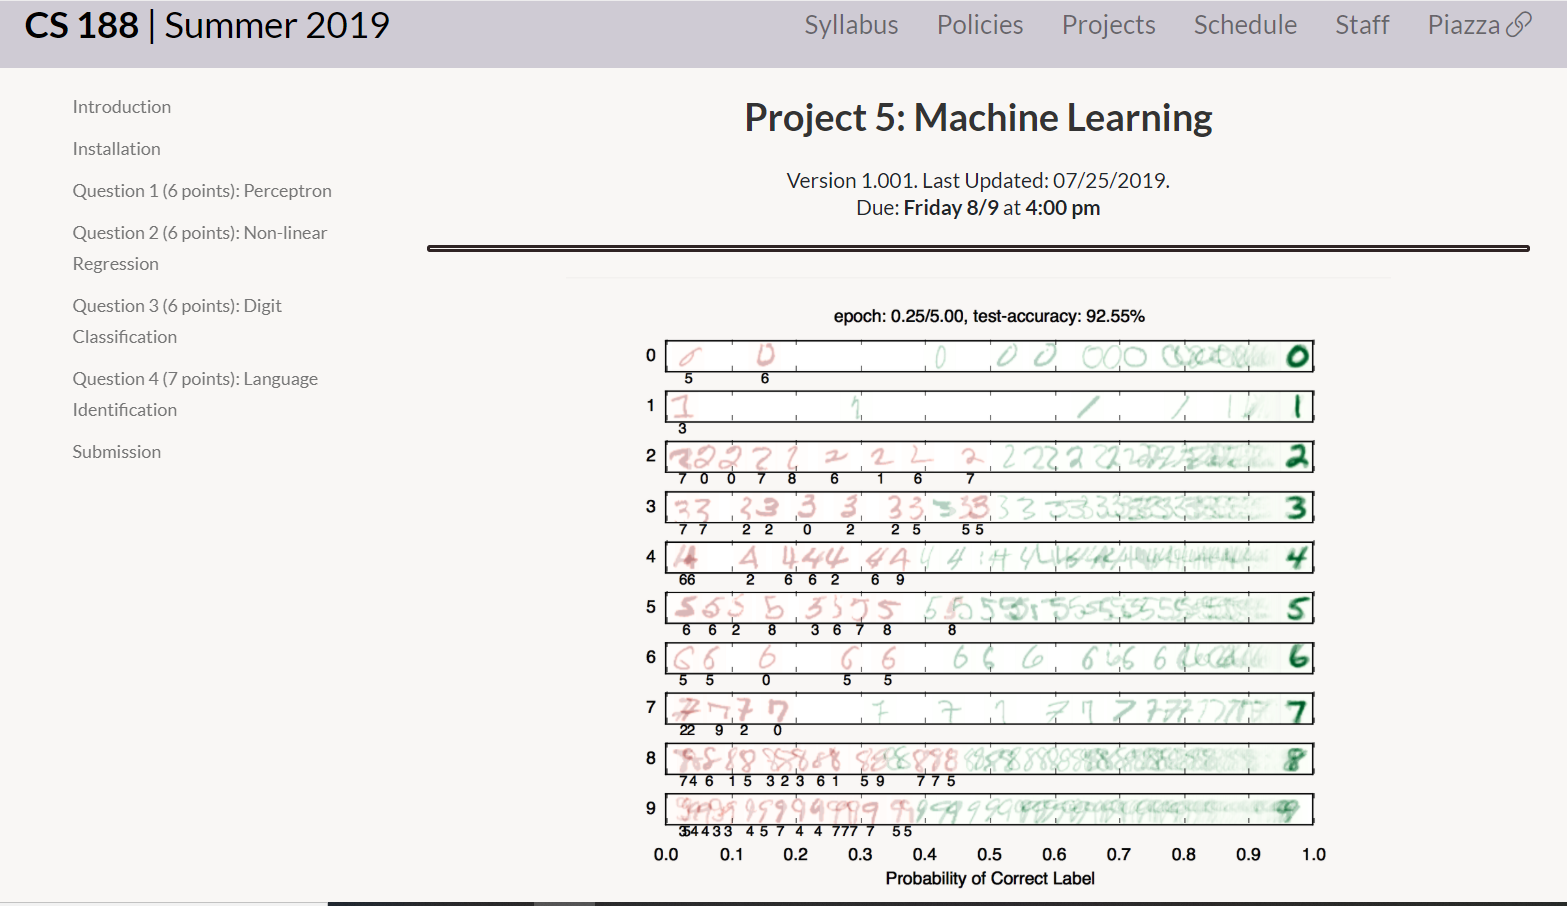 CS 188 | Summer 2019
Syllabus Policies Projects Schedule Staff Piazza
Introduction
Installation
Question 1 (6 points): Perceptron
Question 2 (6 points): Non-linear
Regression
Question 3 (6 points): Digit
Classification
Question 4 (7 points): Language
Identification
Submission
Project 5: Machine Learning
Version 1.001. Last Updated: 07/25/2019.
Due: Friday 8/9 at 4:00 pm
epoch: 0.25/5.00, test-accuracy: 92.55%
0
5 6
1
3
2
7 0 0 7 8 6 1 6 7
3
7 7 2 2 0 2 2 5 5 5
4
66 2 6 6 2 6 9
5
6 6 2 8 3 6 7 8 8
6
5 5 0 5 5
7
22 9 2 0
8
7 4 6 1 5 3 2 3 6 1 5 9 7 7 5
9
4 3 3 4 5 7 4 4 7 7 7 7 5 5
0.0 0.1 0.2 0.3 0.4 0.5 0.6 0.7 0.8 0.9 1.0
Probability of Correct Label